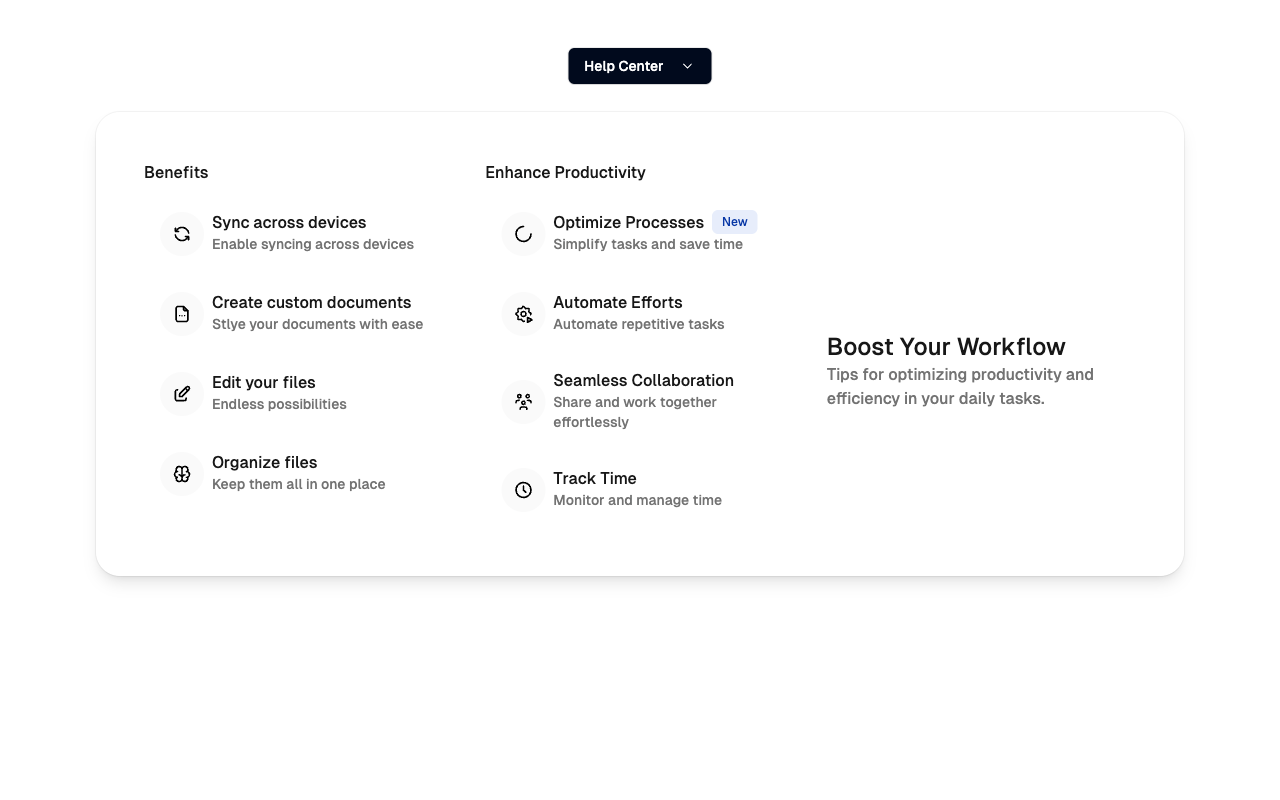 Help Center
Benefits
Sync across devices
Enable syncing across devices
Create custom documents
Stlye your documents with ease
Edit your files
Endless possibilities
Organize files
Keep them all in one place
Enhance Productivity
Optimize Processes New
Simplify tasks and save time
Automate Efforts
Automate repetitive tasks
Seamless Collaboration
Share and work together
effortlessly
Track Time
Monitor and manage time
Boost Your Workflow
Tips for optimizing productivity and
efficiency in your daily tasks.